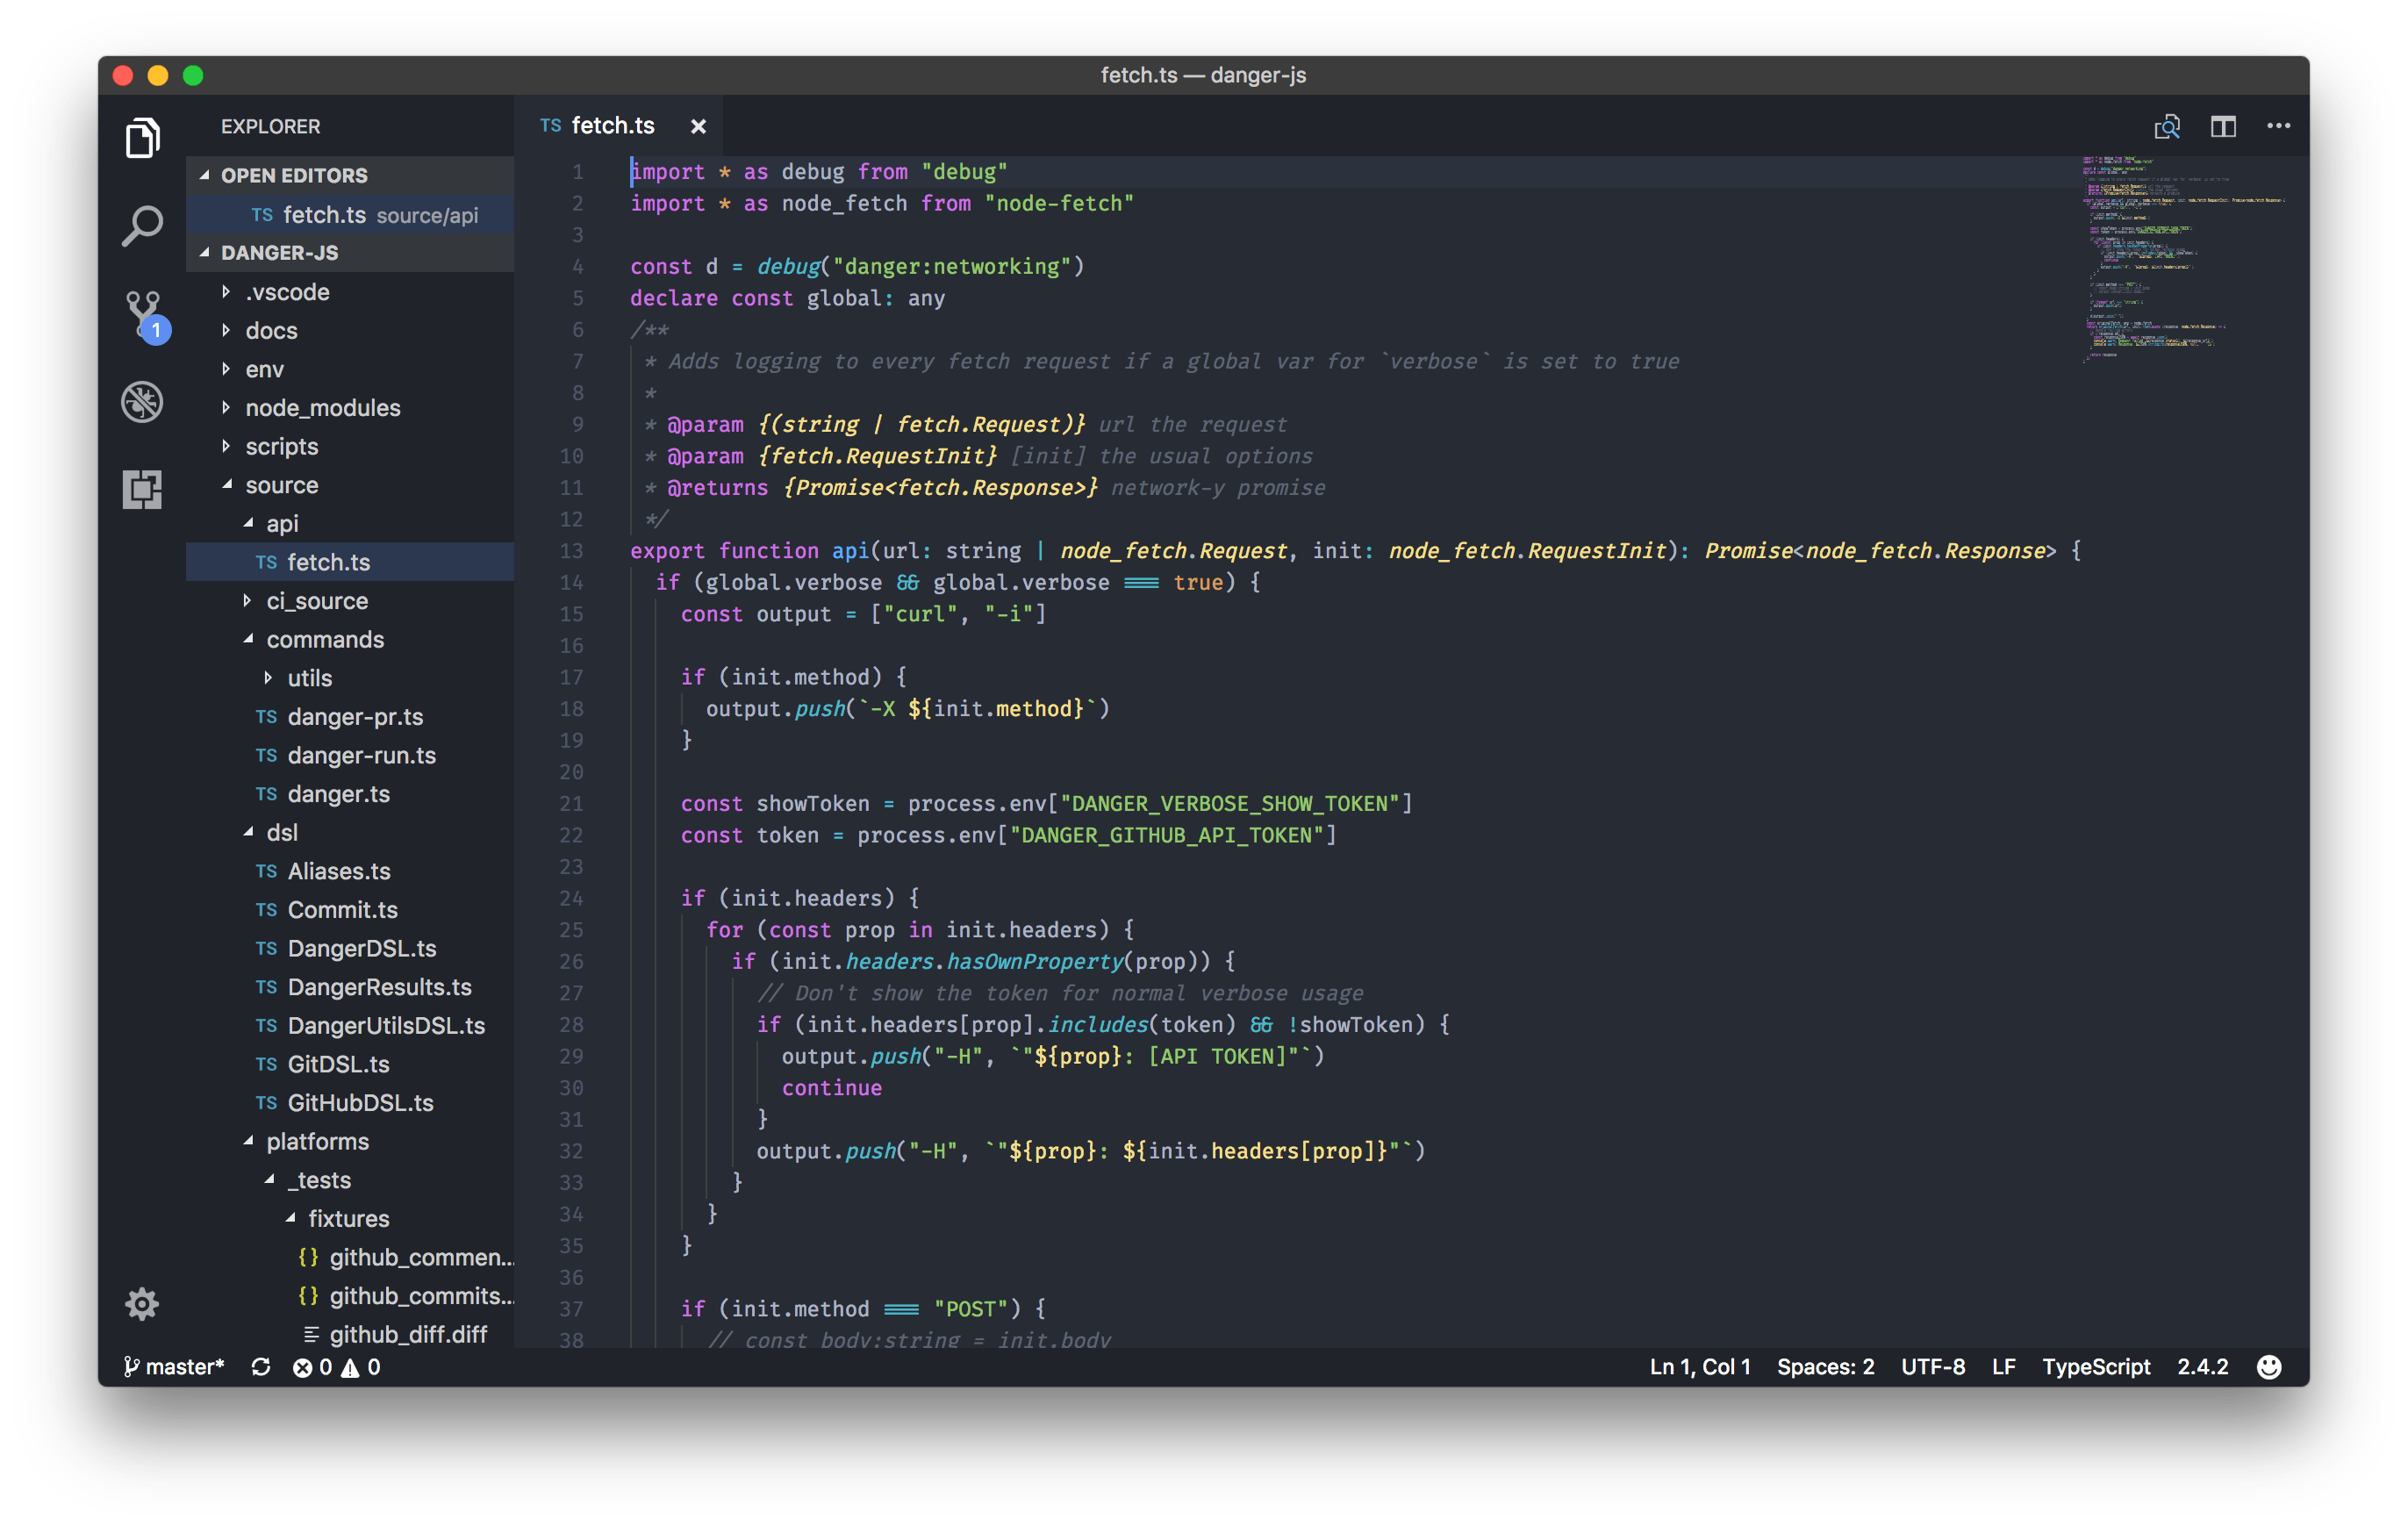 fetch.ts — danger-js
EXPLORER
OPEN EDITORS
TS fetch.ts source/api
DANGER-JS
.vscode
docs
env
node_modules
scripts
source
api
TS fetch.ts
ci_source
commands
utils
TS danger-pr.ts
TS danger-run.ts
TS danger.ts
dsl
TS Aliases.ts
TS Commit.ts
TS DangerDSL.ts
TS DangerResults.ts
TS DangerUtilsDSL.ts
TS GitDSL.ts
TS GitHubDSL.ts
platforms
_tests
fixtures
{} github_commen...
{} github_commits...
github_diff.diff
1
TS fetch.ts ×
1 import * as debug from "debug"
2 import * as node_fetch from "node-fetch"
3
4 const d = debug("danger:networking")
5 declare const global: any
6 /**
7 * Adds logging to every fetch request if a global var for `verbose` is set to true
8 *
9 * @param {(string | fetch.Request)} url the request
10 * @param {fetch.RequestInit} [init] the usual options
11 * @returns {Promise<fetch.Response>} network-y promise
12 */
13 export function api(url: string | node_fetch.Request, init: node_fetch.RequestInit): Promise<node_fetch.Response> {
14 if (global.verbose && global.verbose === true) {
15 const output = ["curl", "-i"]
16
17 if (init.method) {
18 output.push(`-X ${init.method}`)
19 }
20
21 const showToken = process.env["DANGER_VERBOSE_SHOW_TOKEN"]
22 const token = process.env["DANGER_GITHUB_API_TOKEN"]
23
24 if (init.headers) {
25 for (const prop in init.headers) {
26 if (init.headers.hasOwnProperty(prop)) {
27 // Don't show the token for normal verbose usage
28 if (init.headers[prop].includes(token) && !showToken) {
29 output.push("-H", `"${prop}: [API TOKEN]"`)
30 continue
31 }
32 output.push("-H", `"${prop}: ${init.headers[prop]}"`)
33 }
34 }
35 }
36
37 if (init.method === "POST") {
38 // const body:string = init.body
master* 0 0
Ln 1, Col 1 Spaces: 2 UTF-8 LF TypeScript 2.4.2